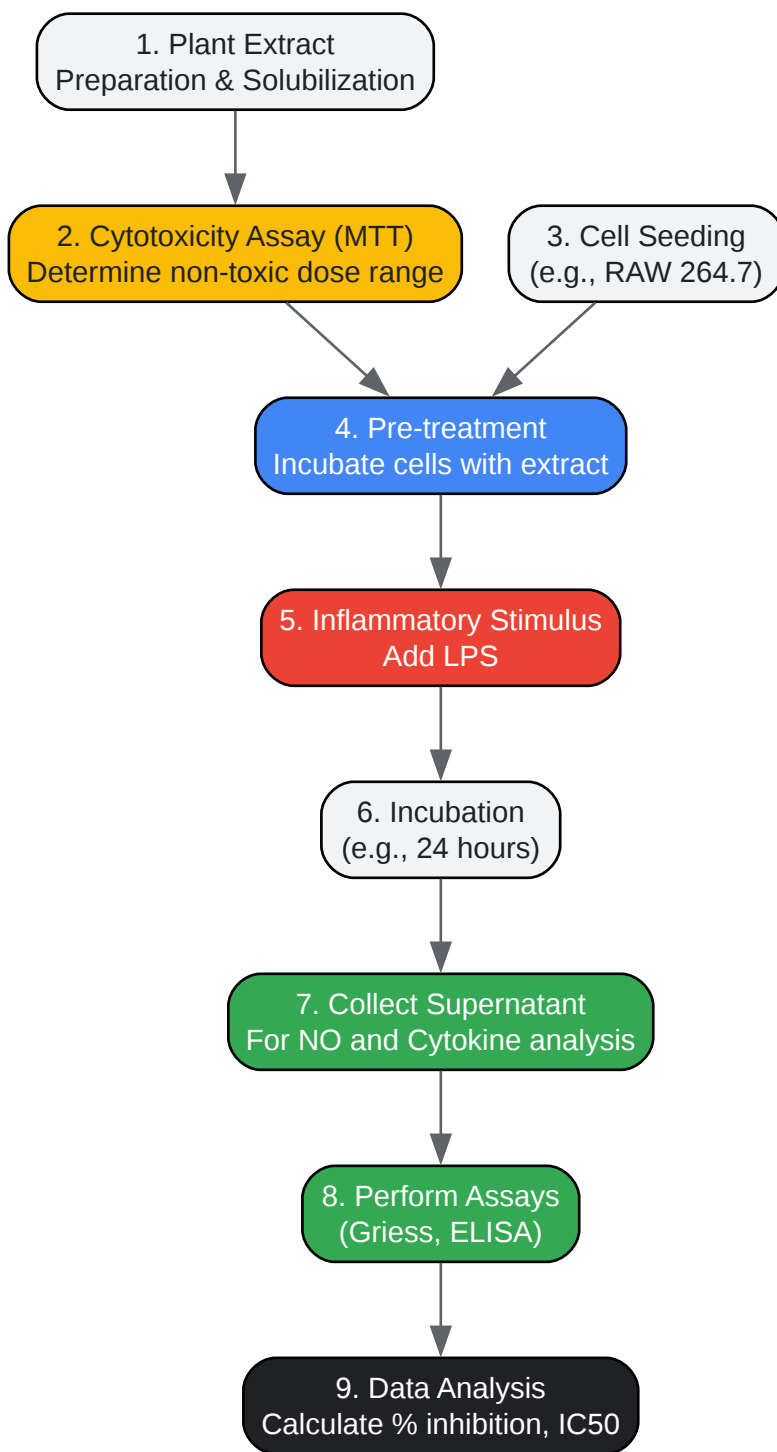 1. Plant Extract
Preparation & Solubilization
2. Cytotoxicity Assay (MTT)
Determine non-toxic dose range
3. Cell Seeding
(e.g., RAW 264.7)
4. Pre-treatment
Incubate cells with extract
5. Inflammatory Stimulus
Add LPS
6. Incubation
(e.g., 24 hours)
7. Collect Supernatant
For NO and Cytokine analysis
8. Perform Assays
(Griess, ELISA)
9. Data Analysis
Calculate % inhibition, IC50